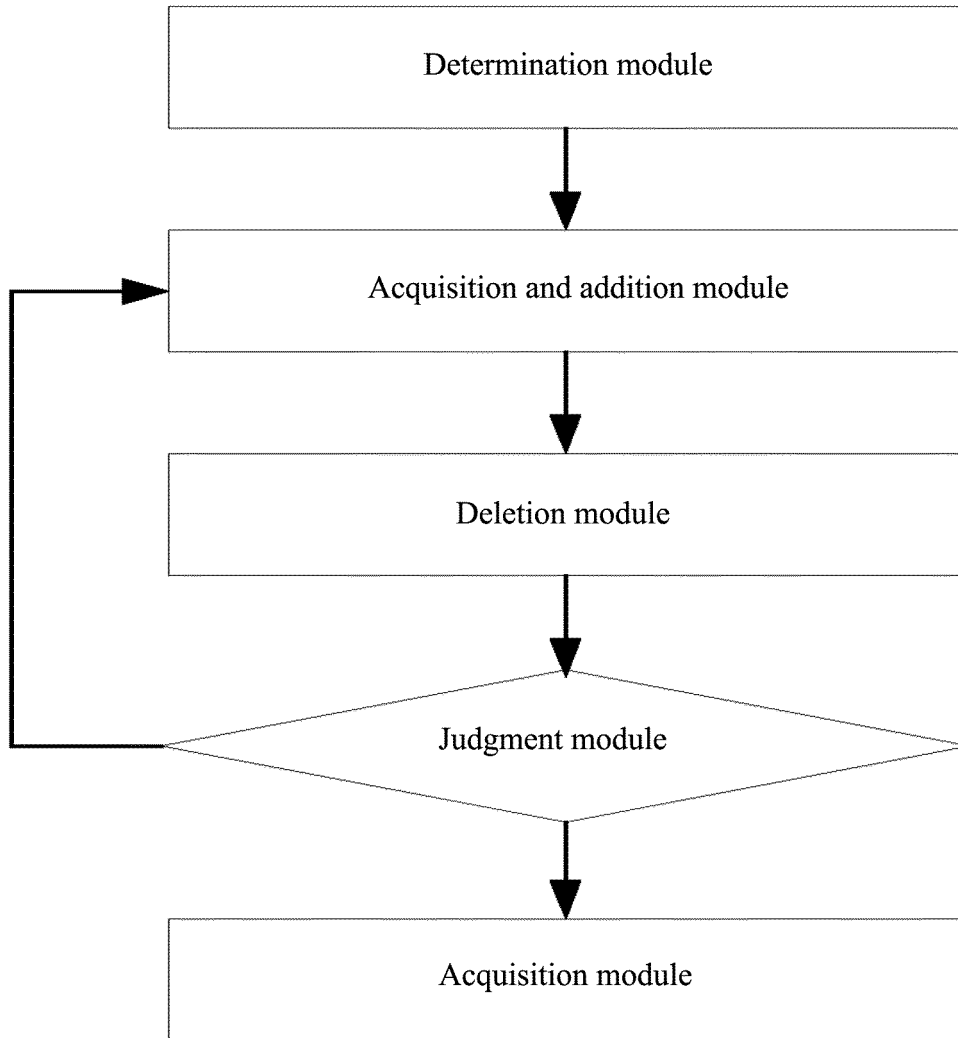 Determination module
Acquisition and addition module
Deletion module
Judgment module
Acquisition module